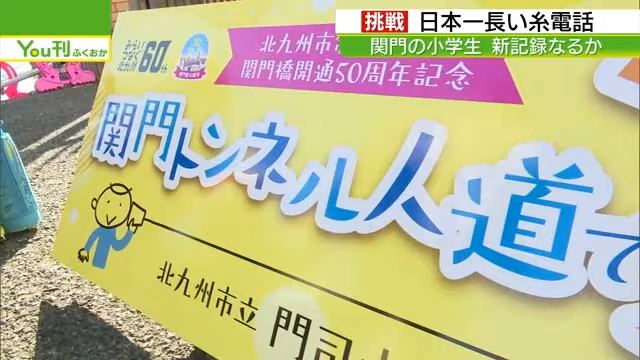 You刊 ふくおか
挑戦 日本一長い糸電話
関門の小学生 新記録なるか
60th
北九州市
関門橋開通50周年記念
関門トンネル人道で
北九州市立 門司